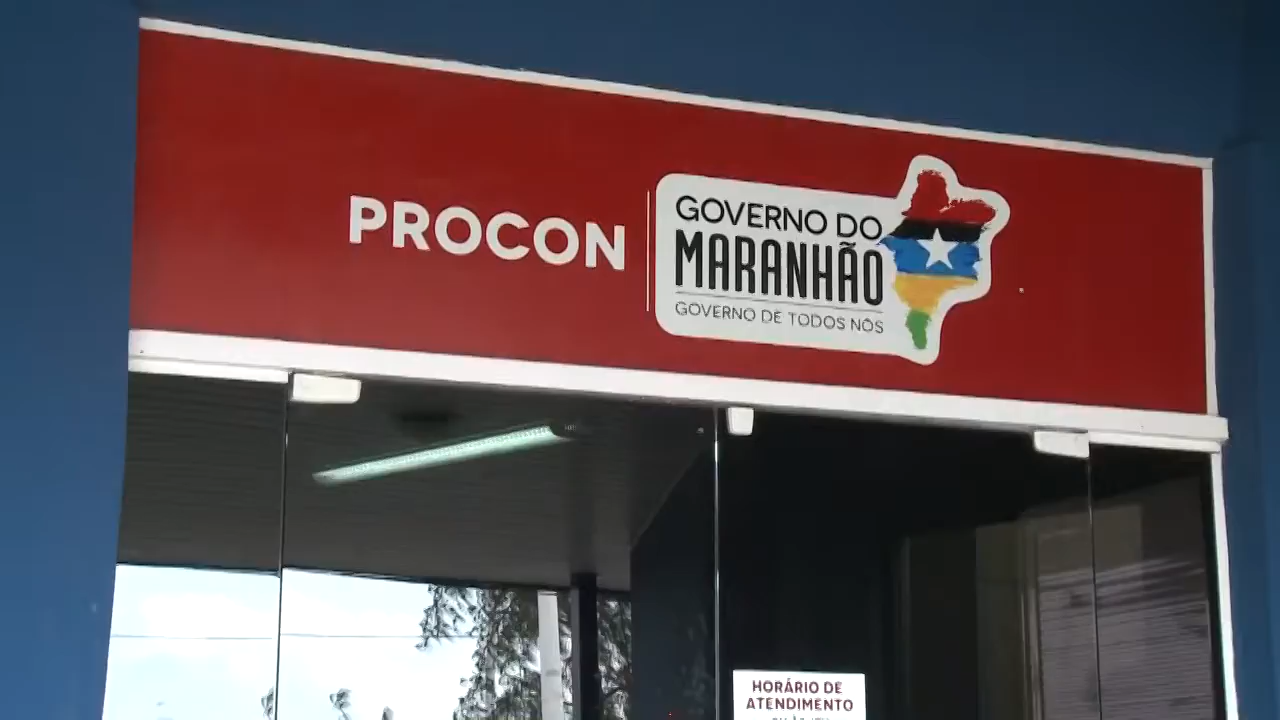 PROCON
GOVERNO DO
MARANHÃO
GOVERNO DE TODOS NÓS
HORÁRIO DE
ATENDIMENTO